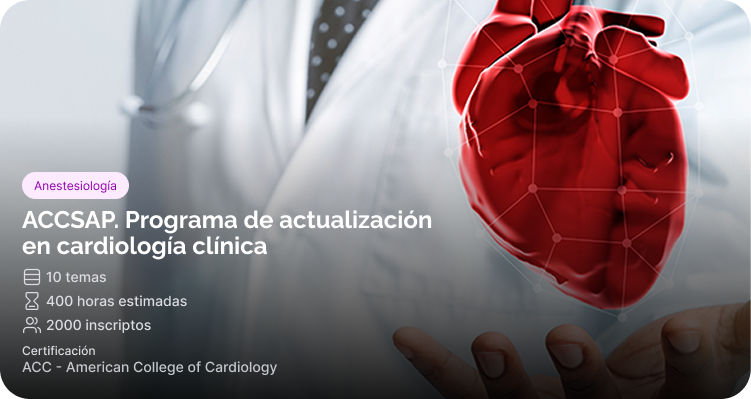 Anestesiología
ACCSAP. Programa de actualización
en cardiología clínica
10 temas
400 horas estimadas
2000 inscriptos
Certificación
ACC - American College of Cardiology